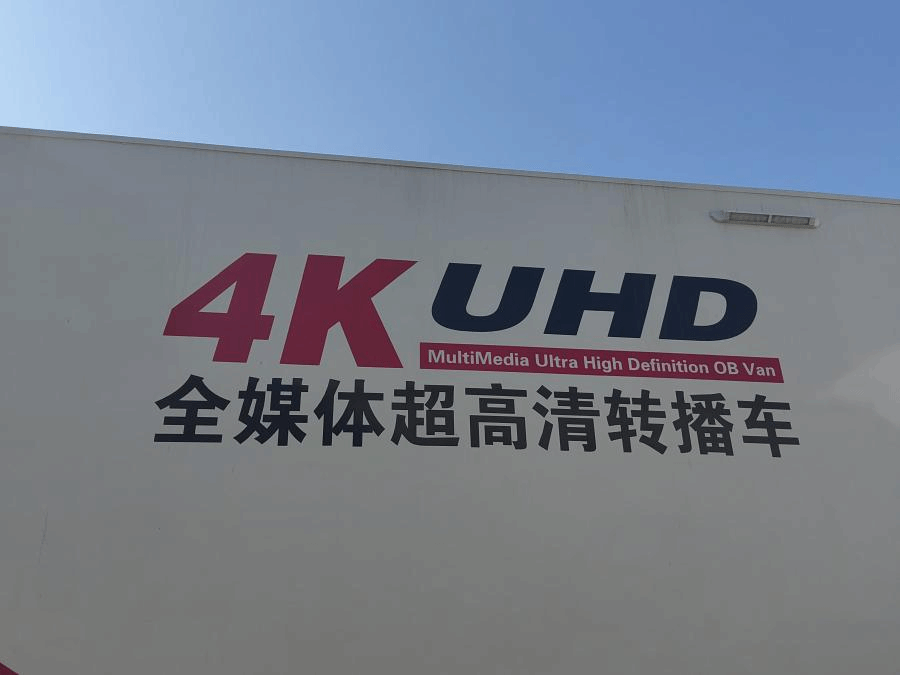 4K UHD
MultiMedia Ultra High Definition OB Van
全媒体超高清转播车